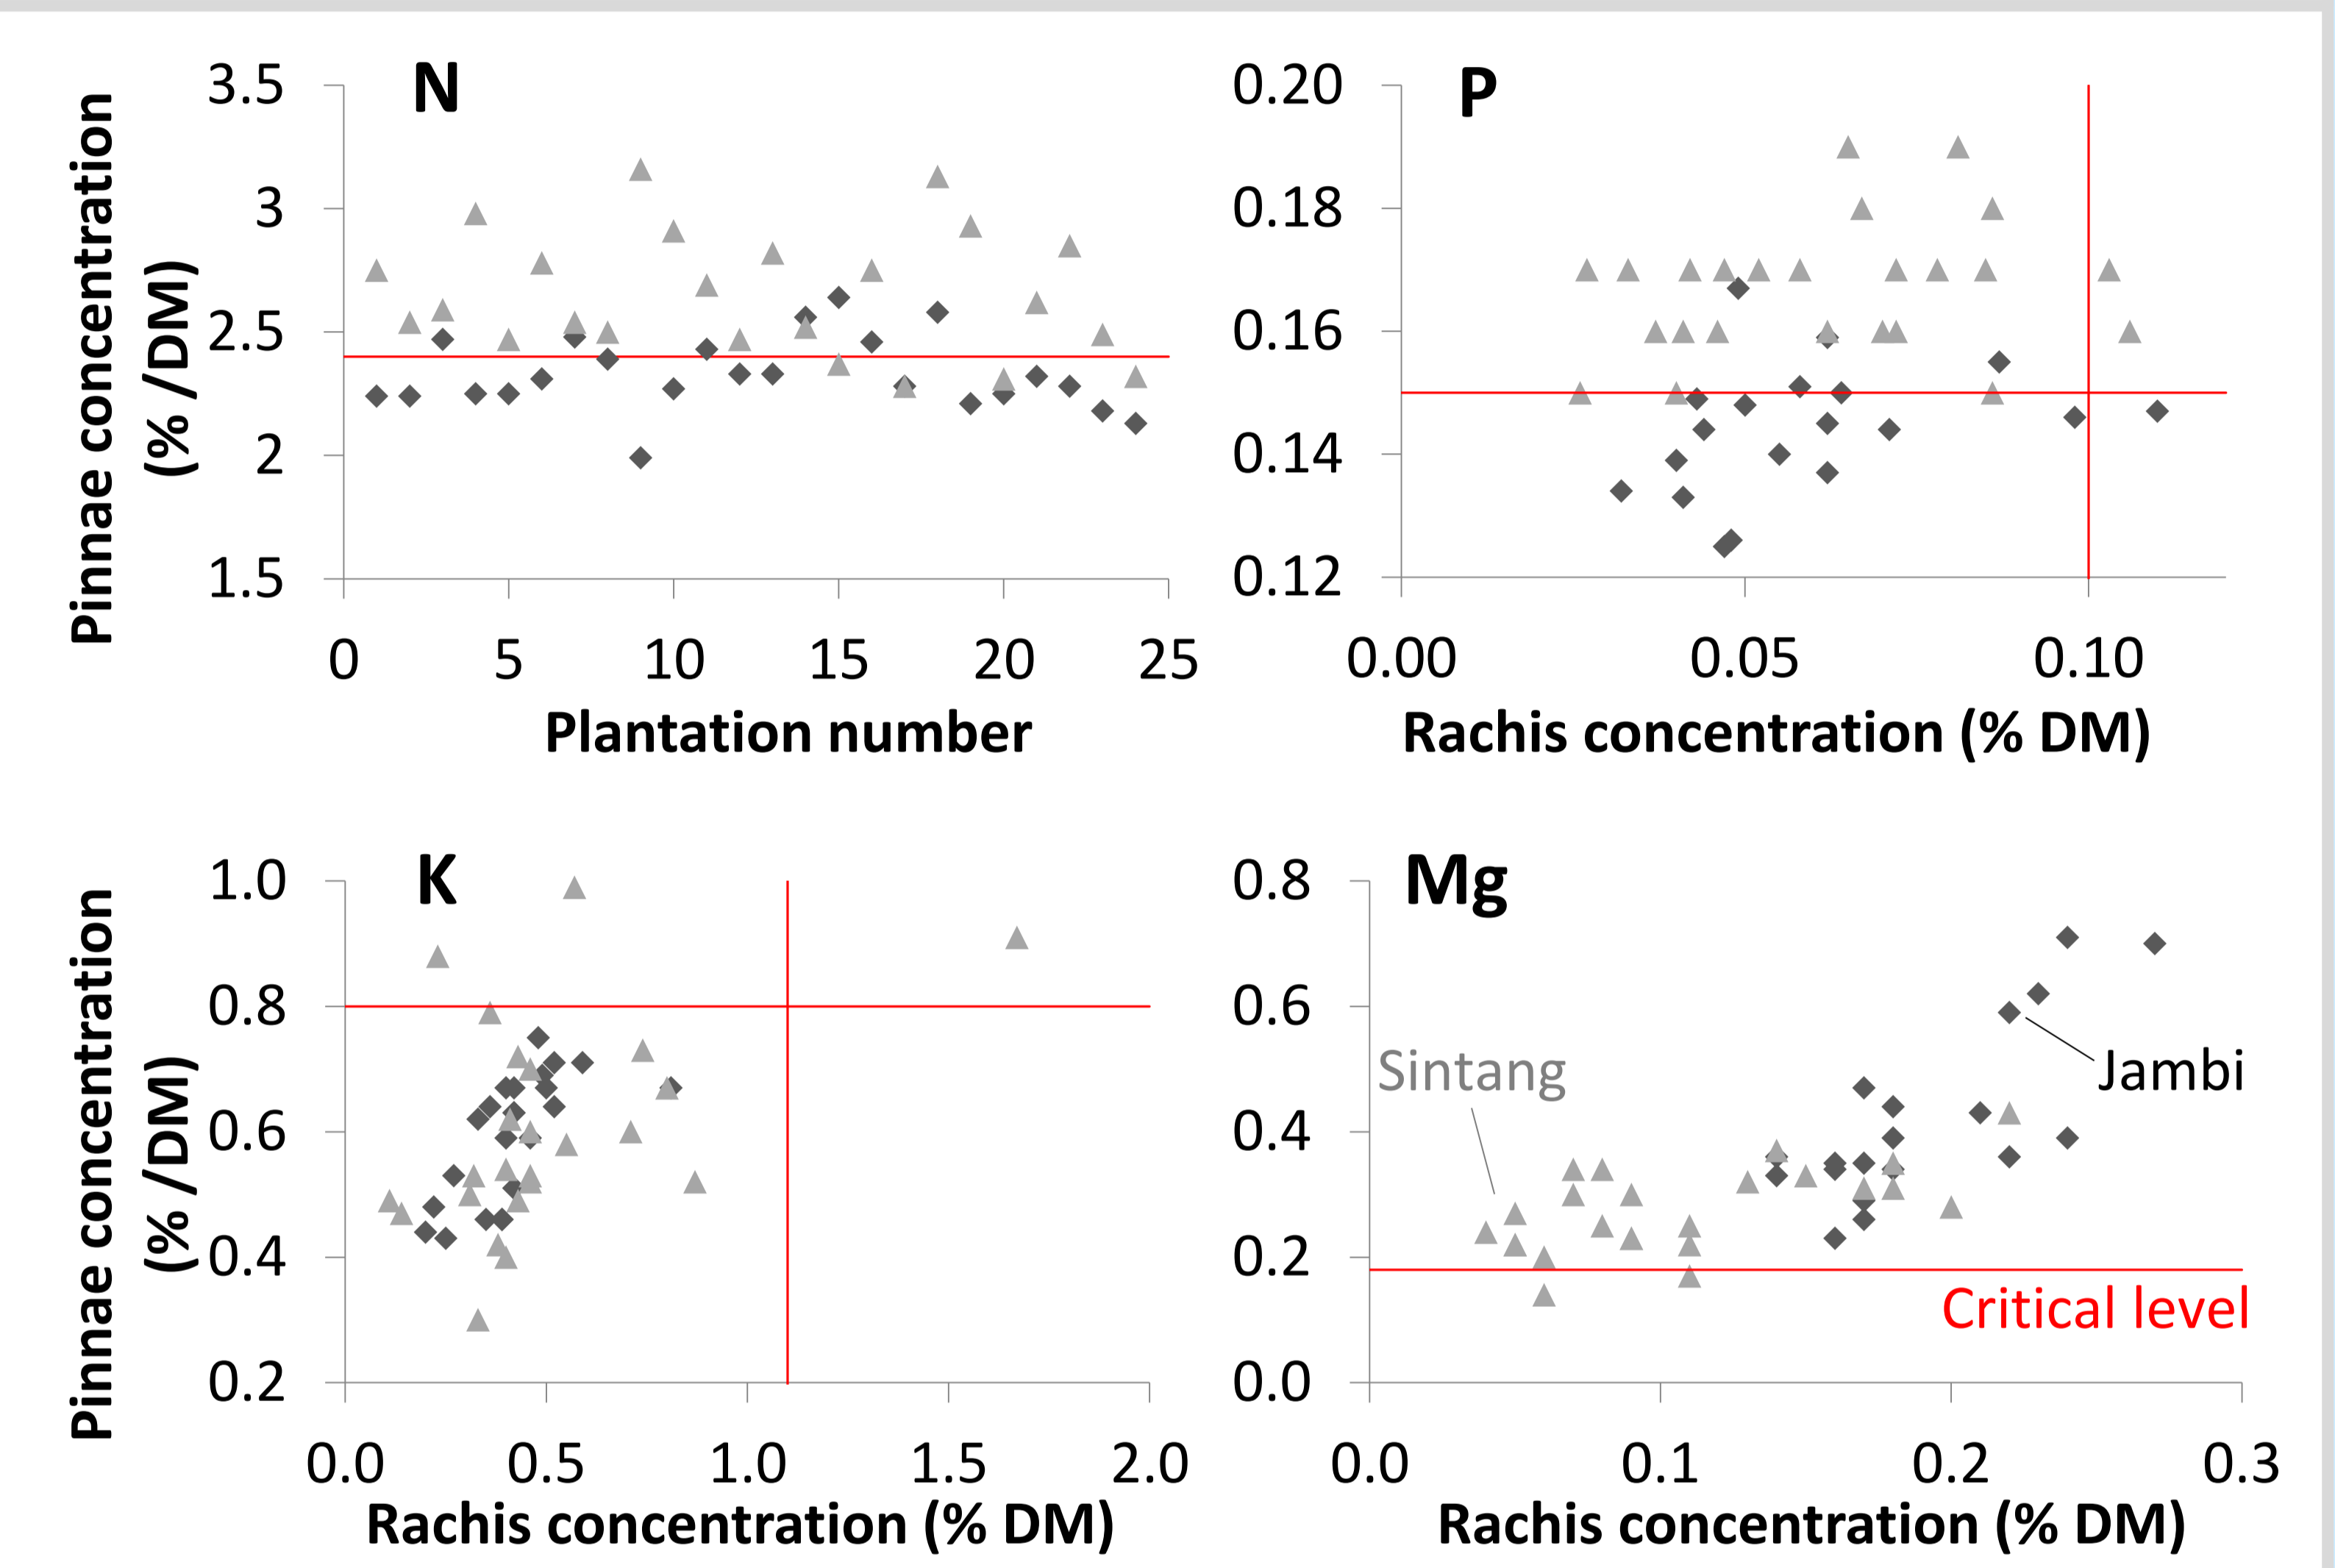 N
Pinnae concentration
(% /DM)
3.5
3
2.5
2
1.5
0 5 10 15 20 25
Plantation number
P
0.20
0.18
0.16
0.14
0.12
0.00 0.05 0.10
Rachis concentration (% DM)
K
Pinnae concentration
(% /DM)
1.0
0.8
0.6
0.4
0.2
0.0 0.5 1.0 1.5 2.0
Rachis concentration (% DM)
Mg
0.8
0.6
0.4
0.2
0.0
Sintang
Jambi
Critical level
0.0 0.1 0.2 0.3
Rachis concentration (% DM)